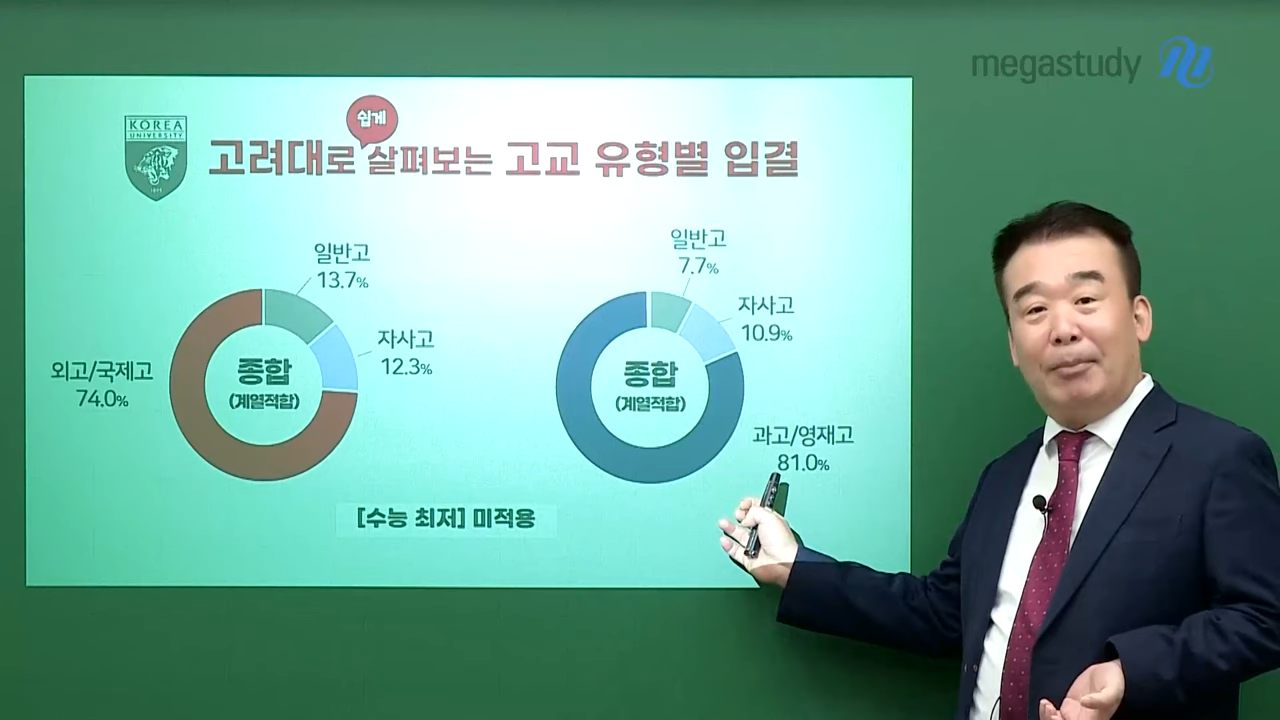 megastudy
쉽게
KOREA
UNIVERSITY
고려대로 살펴보는 고교 유형별 입결
일반고
13.7%
자사고
12.3%
외고/국제고
74.0%
종합
(계열적합)
일반고
7.7%
자사고
10.9%
과고/영재고
81.0%
종합
(계열적합)
[수능 최저] 미적용